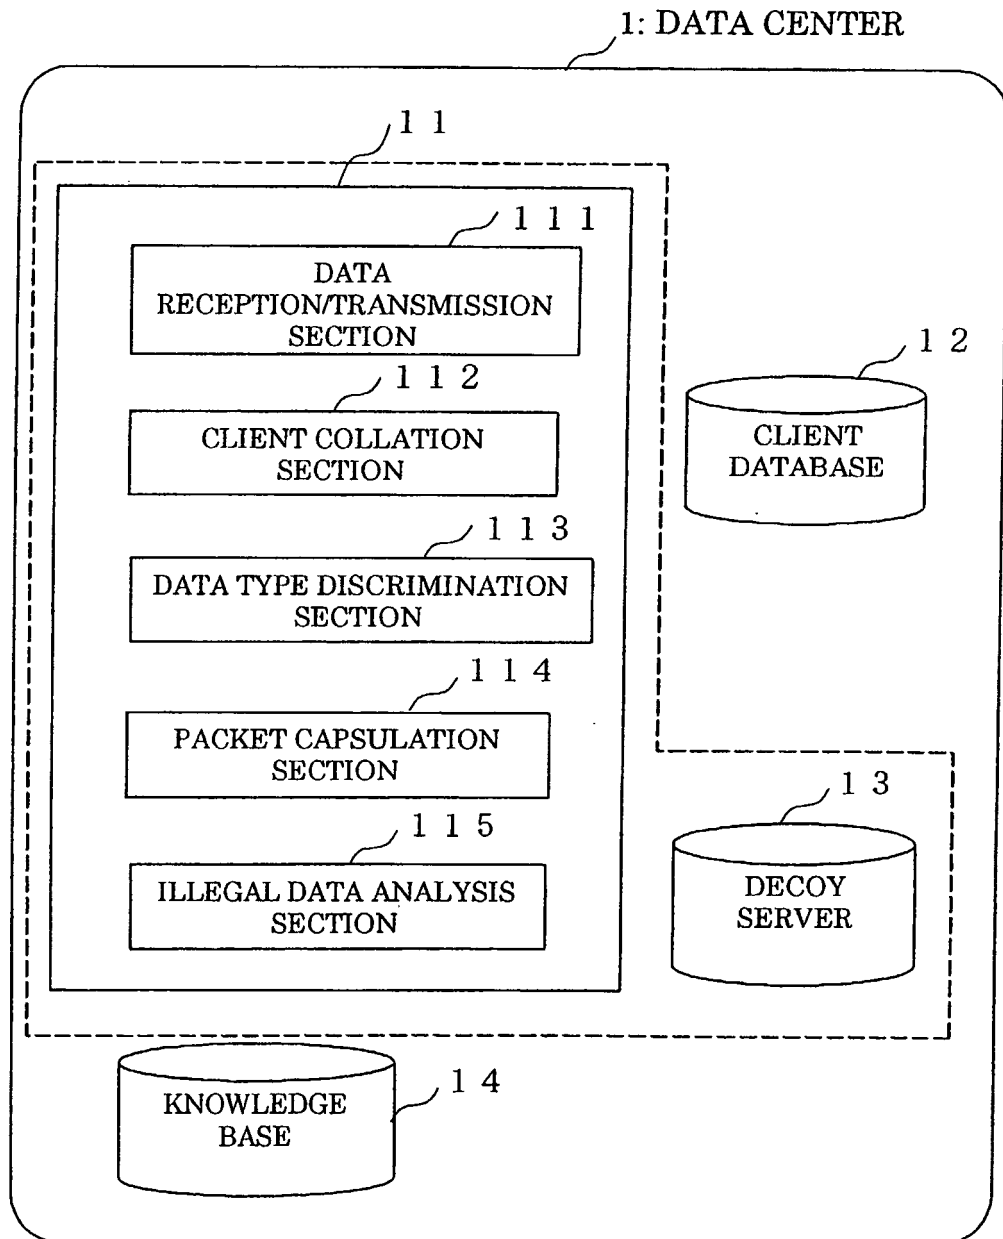 1: DATA CENTER
1 1
1 1 1
DATA
RECEPTION/TRANSMISSION
SECTION
1 1 2
CLIENT COLLATION
SECTION
1 2
CLIENT
DATABASE
1 1 3
DATA TYPE DISCRIMINATION
SECTION
1 1 4
PACKET CAPSULATION
SECTION
1 3
DECOY
SERVER
1 1 5
ILLEGAL DATA ANALYSIS
SECTION
KNOWLEDGE
BASE
1 4